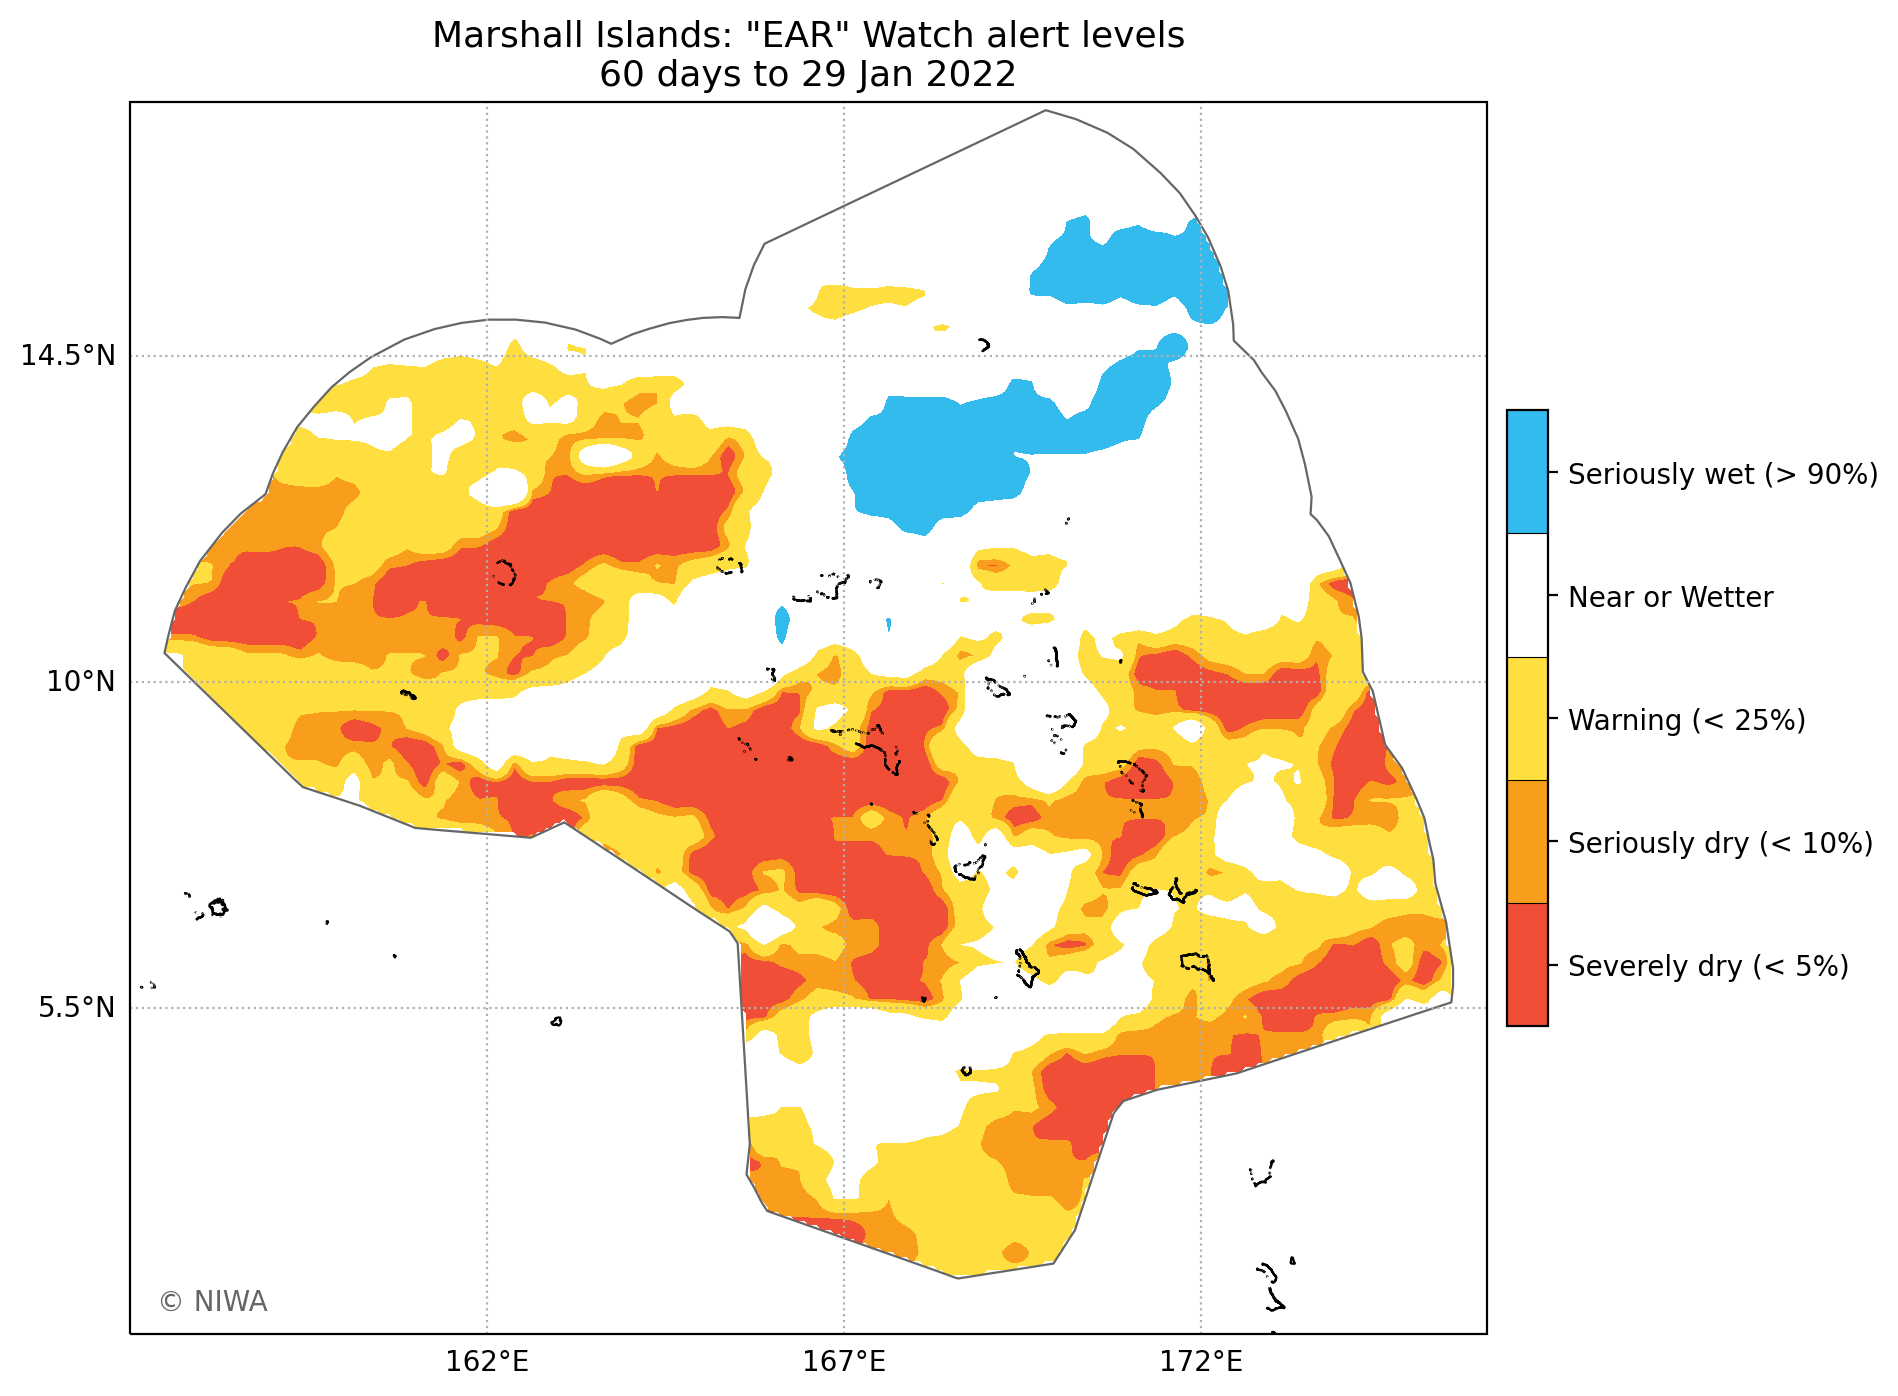 Marshall Islands: "EAR" Watch alert levels
60 days to 29 Jan 2022
14.5°N
10°N
5.5°N
162°E
167°E
172°E
Seriously wet (> 90%)
Near or Wetter
Warning (< 25%)
Seriously dry (< 10%)
Severely dry (< 5%)
© NIWA